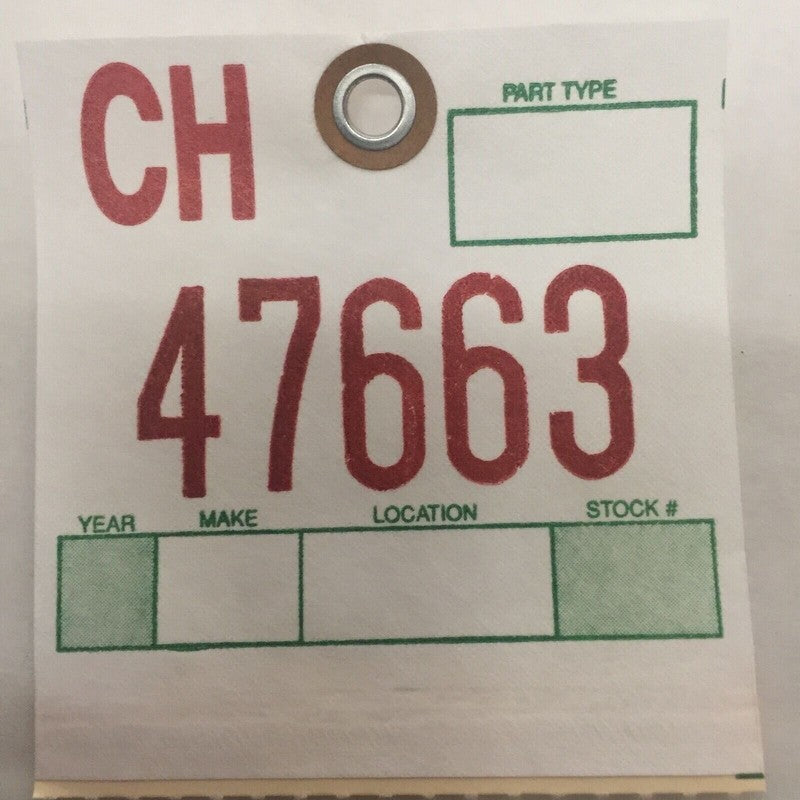 CH
PART TYPE
47663
YEAR MAKE LOCATION STOCK #